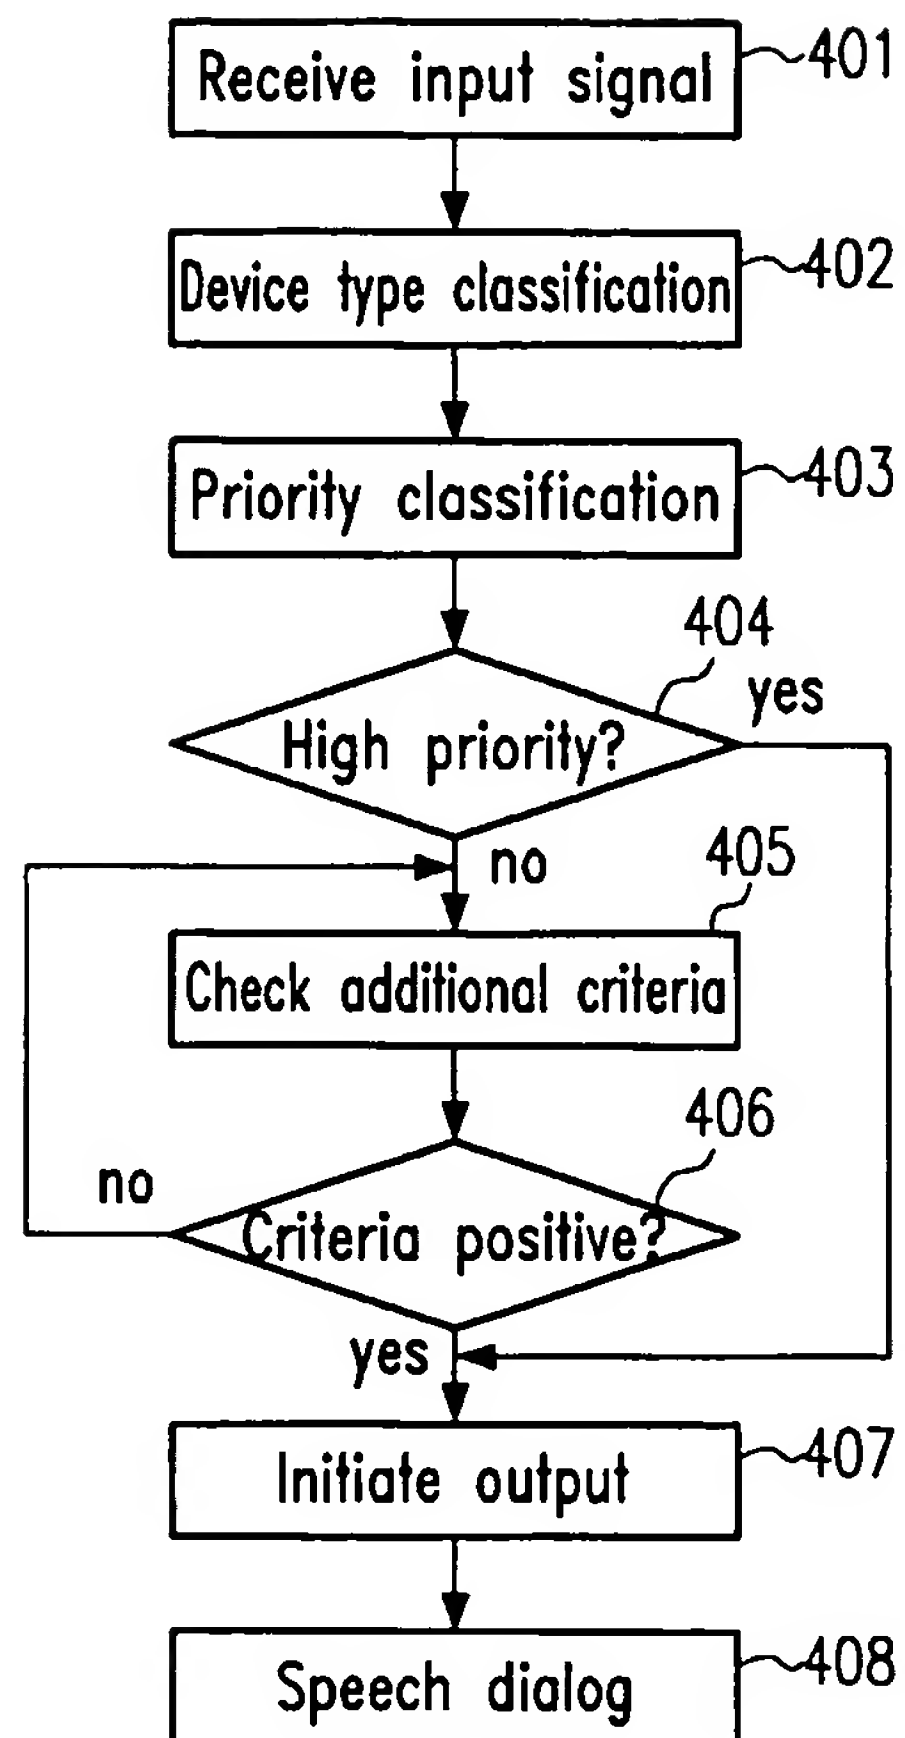 Receive input signal
401
Device type classification
402
Priority classification
403
404
High priority?
yes
no
405
Check additional criteria
406
no
Criteria positive?
yes
Initiate output
407
Speech dialog
408